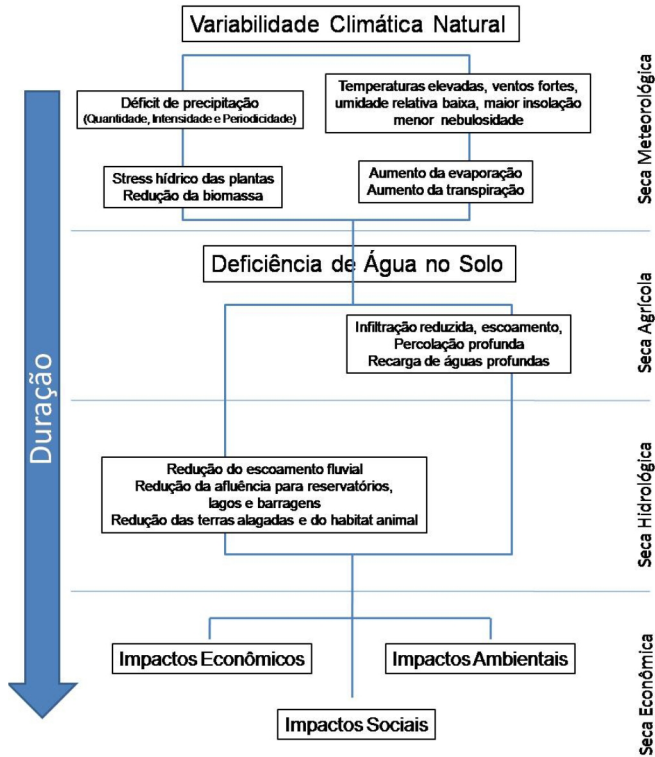 Variabilidade Climática Natural
Déficit de precipitação
(Quantidade, Intensidade e Periodicidade)
Temperaturas elevadas, ventos fortes,
umidade relativa baixa, maior insolação
menor nebulosidade
Stress hídrico das plantas
Redução da biomassa
Aumento da evaporação
Aumento da transpiração
Seca Meteorológica
Deficiência de Água no Solo
Infiltração reduzida, escoamento,
Percolação profunda
Recarga de águas profundas
Seca Agrícola
Duração
Redução do escoamento fluvial
Redução da afluência para reservatórios,
lagos e barragens
Redução das terras alagadas e do habitat animal
Seca Hidrológica
Impactos Econômicos
Impactos Ambientais
Impactos Sociais
Seca Econômica